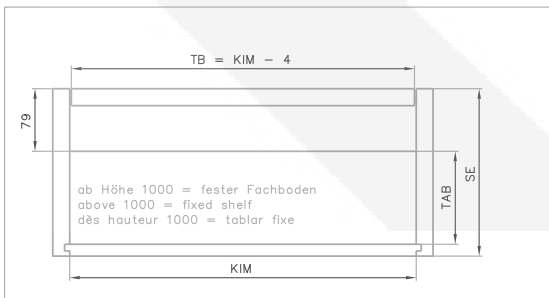 TB = KIM - 4
79
ab Höhe 1000 = fester Fachboden
above 1000 = fixed shelf
dès hauteur 1000 = tablar fixe
TAB
SE
KIM